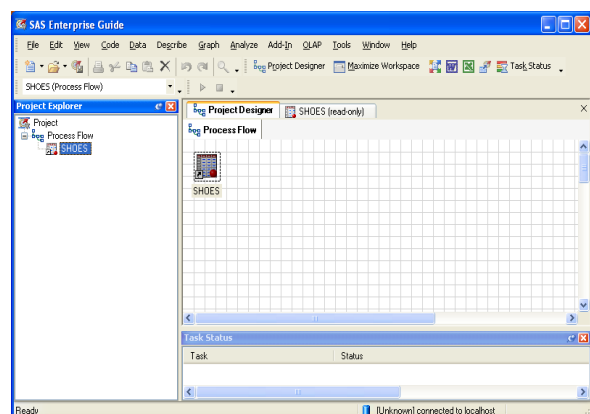 SAS Enterprise Guide
File Edit View Code Data Describe Graph Analyze Add-In OLAP Tools Window Help
Project Designer Maximize Workspace Task Status
SHOES (Process Flow)
Project Explorer
Project Designer SHOES (read-only)
Project
Process Flow
Process Flow
SHOES
SHOES
Task Status
Task Status
Ready [Unknown] connected to localhost